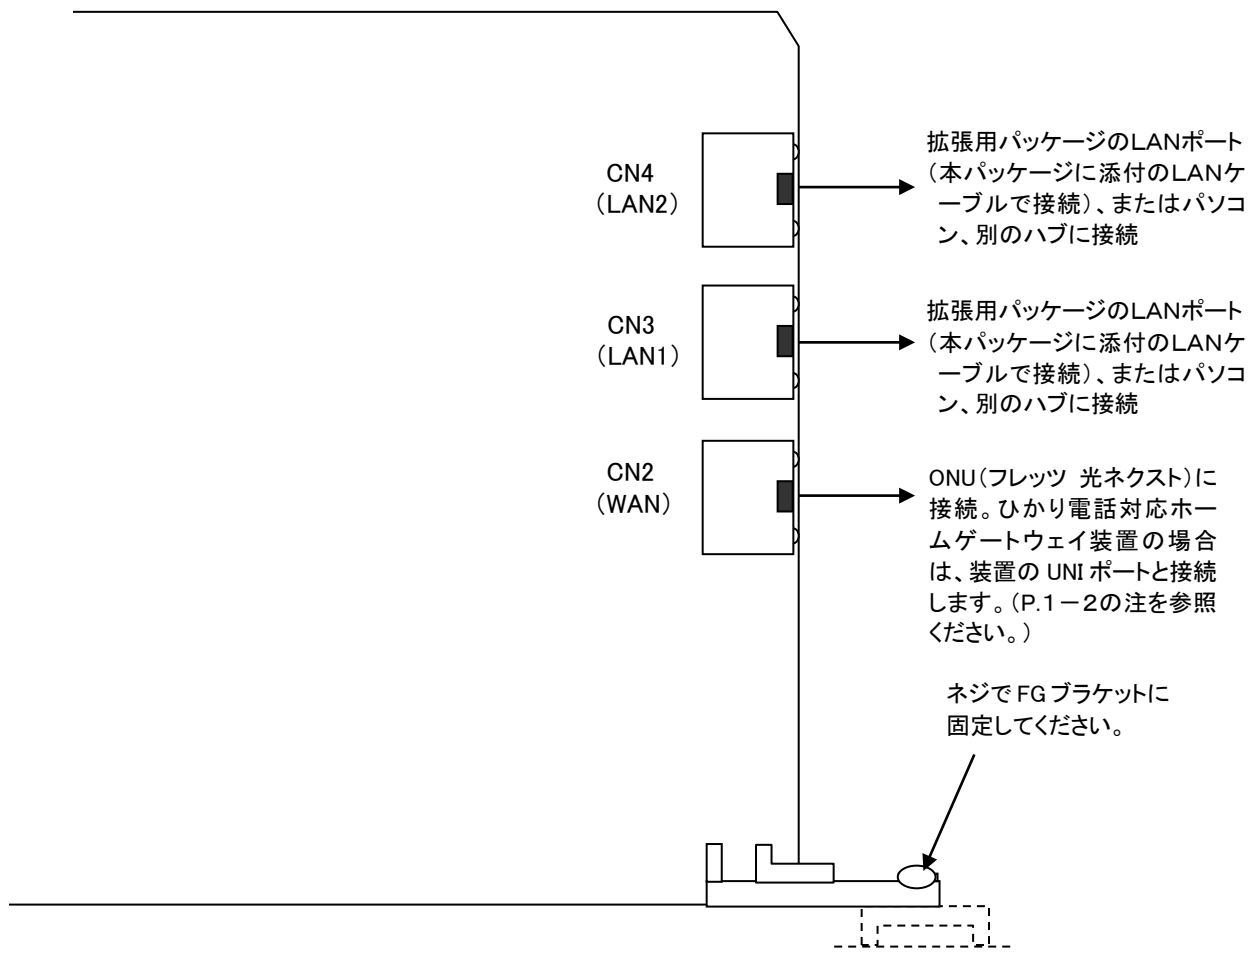 CN4
（LAN2）
拡張用パッケージのLANポート
（本パッケージに添付のLANケ
ーブルで接続）、またはパソコ
ン、別のハブに接続
CN3
（LAN1）
拡張用パッケージのLANポート
（本パッケージに添付のLANケ
ーブルで接続）、またはパソコ
ン、別のハブに接続
CN2
（WAN）
ONU（フレッツ 光ネクスト）に
接続。ひかり電話対応ホー
ムゲートウェイ装置の場合
は、装置の UNI ポートと接続
します。（P.1－2の注を参照
ください。）
ネジで FG ブラケットに
固定してください。